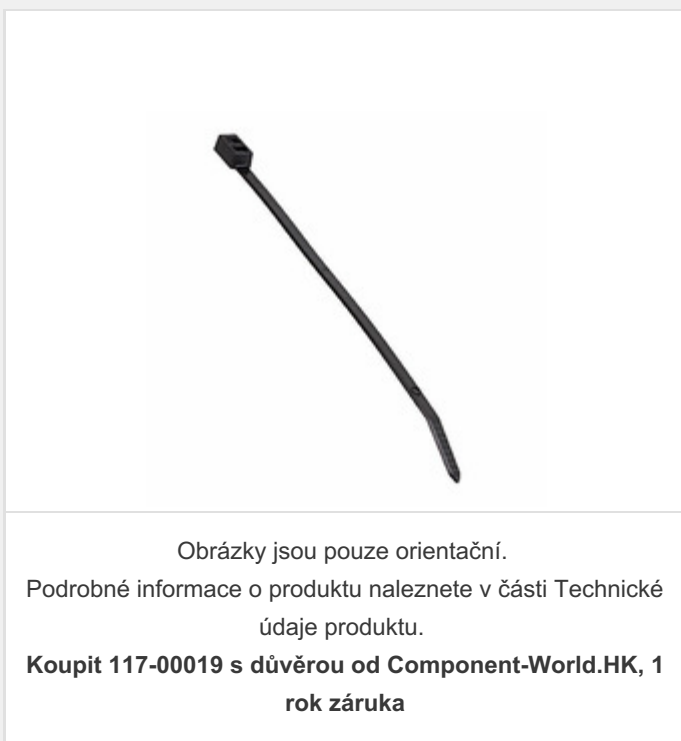 Obrázky jsou pouze orientační.
Podrobné informace o produktu naleznete v části Technické
údaje produktu.
Koupit 117-00019 s důvěrou od Component-World.HK, 1
rok záruka